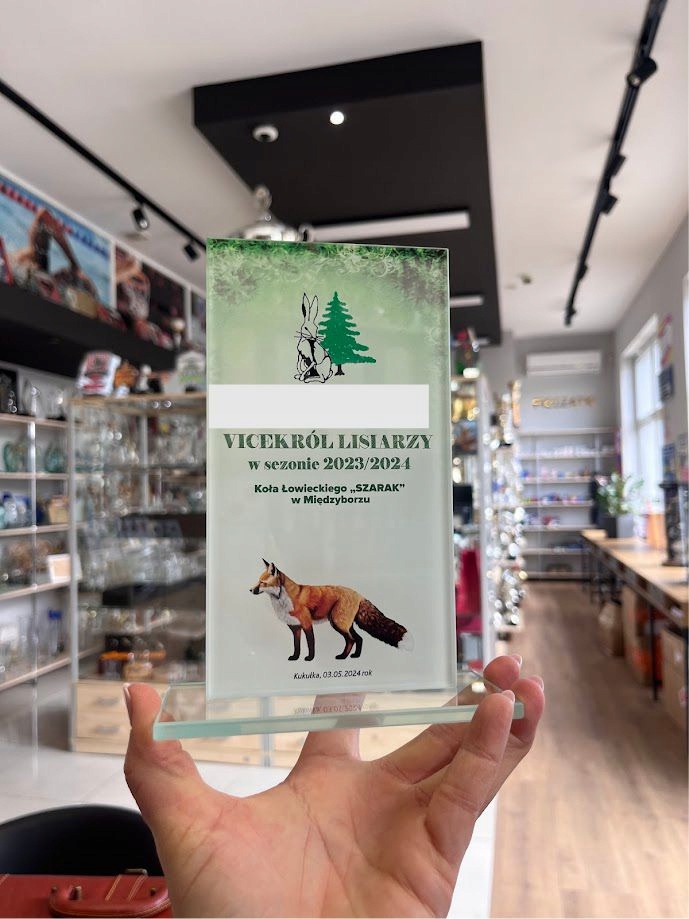 VICEKRÓL LISIARZY
w sezonie 2023/2024
Koła Łowieckiego „SZARAK”
w Międzyborzu
Kukułka, 03.05.2024 rok